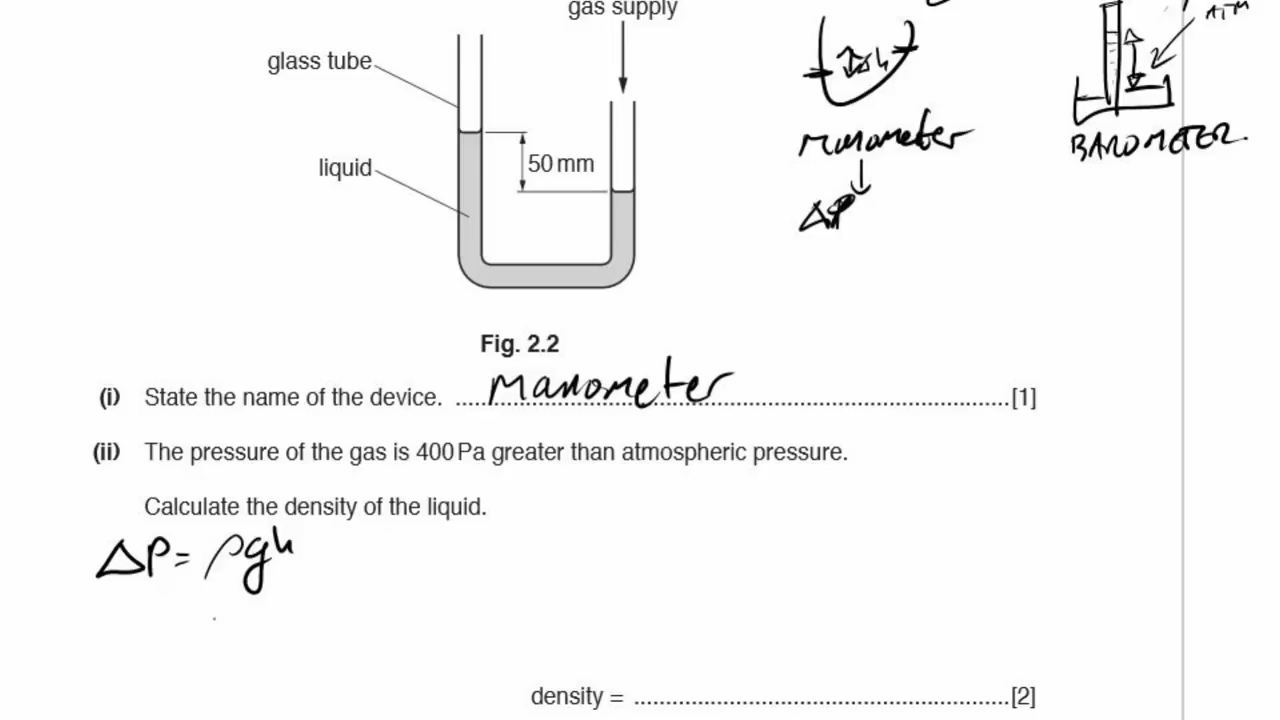 gas supply
glass tube
50 mm
liquid
manometer
ΔP
ATM
BAROMETER.
Fig. 2.2
(i) State the name of the device. manometer [1]
(ii) The pressure of the gas is 400 Pa greater than atmospheric pressure.
Calculate the density of the liquid.
ΔP = ρgh
density = [2]